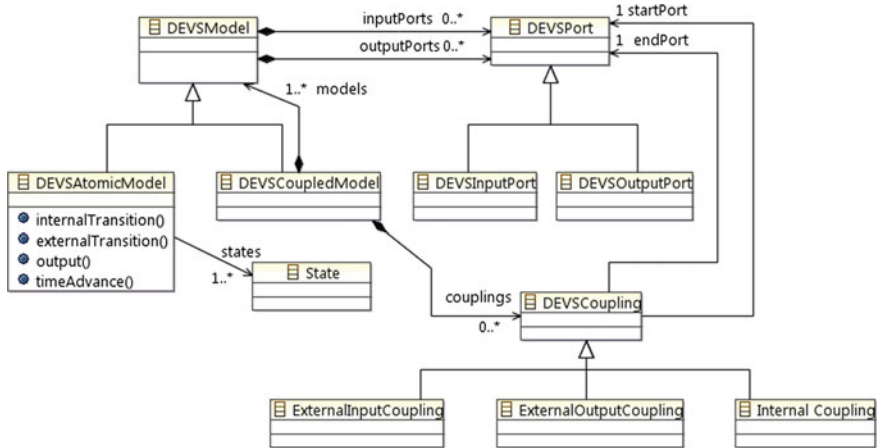 DEVSModel
inputPorts 0..*
outputPorts 0..*
DEVSPort
1 startPort
1 endPort
1..* models
DEVSAtomicModel
internalTransition()
externalTransition()
output()
timeAdvance()
DEVSCoupledModel
DEVSInputPort
DEVSOutputPort
states
1..*
State
couplings
0..*
DEVSCoupling
ExternalInputCoupling
ExternalOutputCoupling
Internal Coupling